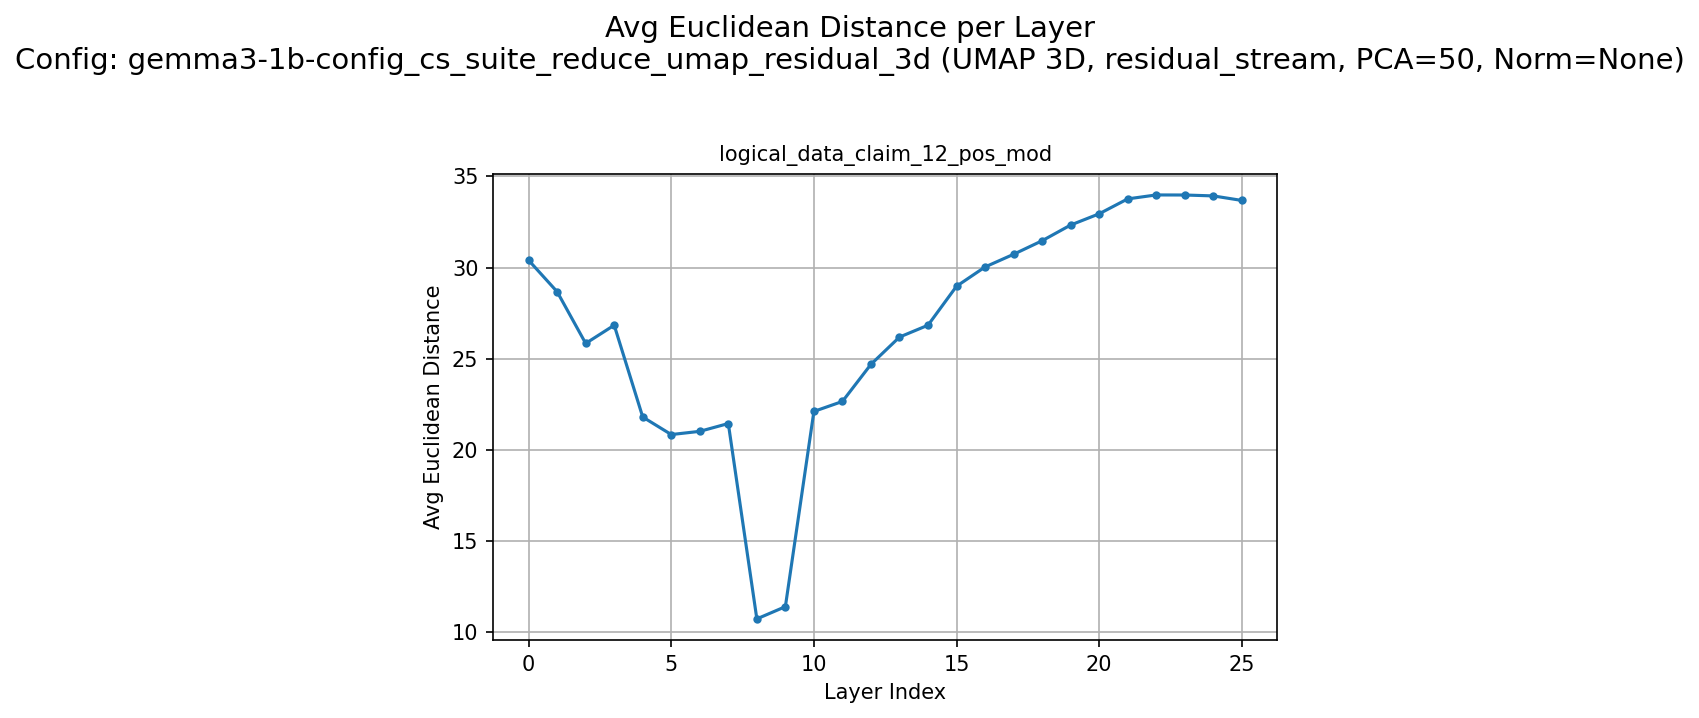 Avg Euclidean Distance per Layer
Config: gemma3-1b-config_cs_suite_reduce_umap_residual_3d (UMAP 3D, residual_stream, PCA=50, Norm=None)
logical_data_claim_12_pos_mod
Avg Euclidean Distance
35
30
25
20
15
10
0 5 10 15 20 25
Layer Index